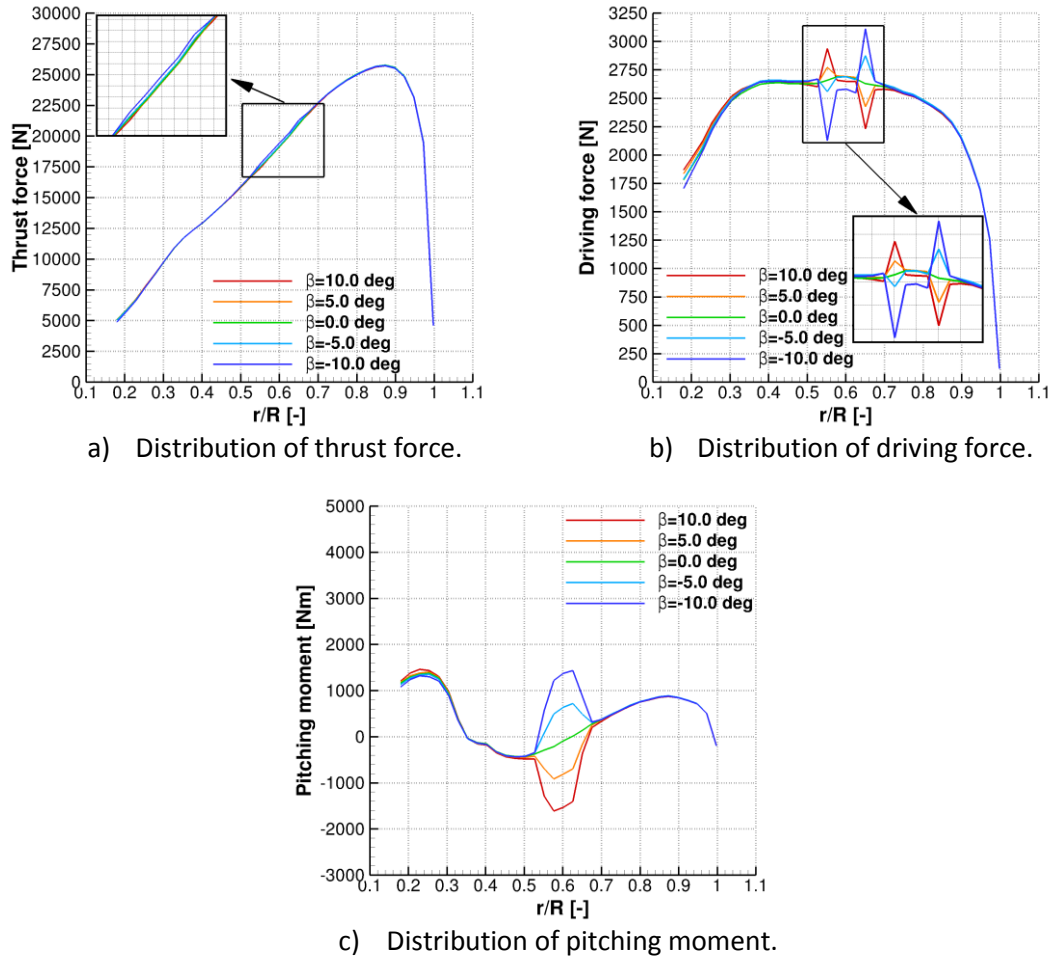 Thrust force [N]
30000
27500
25000
22500
20000
17500
15000
12500
10000
7500
5000
2500
0
β=10.0 deg
β=5.0 deg
β=0.0 deg
β=-5.0 deg
β=-10.0 deg
0.1 0.2 0.3 0.4 0.5 0.6 0.7 0.8 0.9 1 1.1
r/R [-]
a) Distribution of thrust force.
Driving force [N]
3250
3000
2750
2500
2250
2000
1750
1500
1250
1000
750
500
250
0
β=10.0 deg
β=5.0 deg
β=0.0 deg
β=-5.0 deg
β=-10.0 deg
0.1 0.2 0.3 0.4 0.5 0.6 0.7 0.8 0.9 1 1.1
r/R [-]
b) Distribution of driving force.
Pitching moment [Nm]
5000
4000
3000
2000
1000
0
-1000
-2000
-3000
β=10.0 deg
β=5.0 deg
β=0.0 deg
β=-5.0 deg
β=-10.0 deg
0.1 0.2 0.3 0.4 0.5 0.6 0.7 0.8 0.9 1 1.1
r/R [-]
c) Distribution of pitching moment.